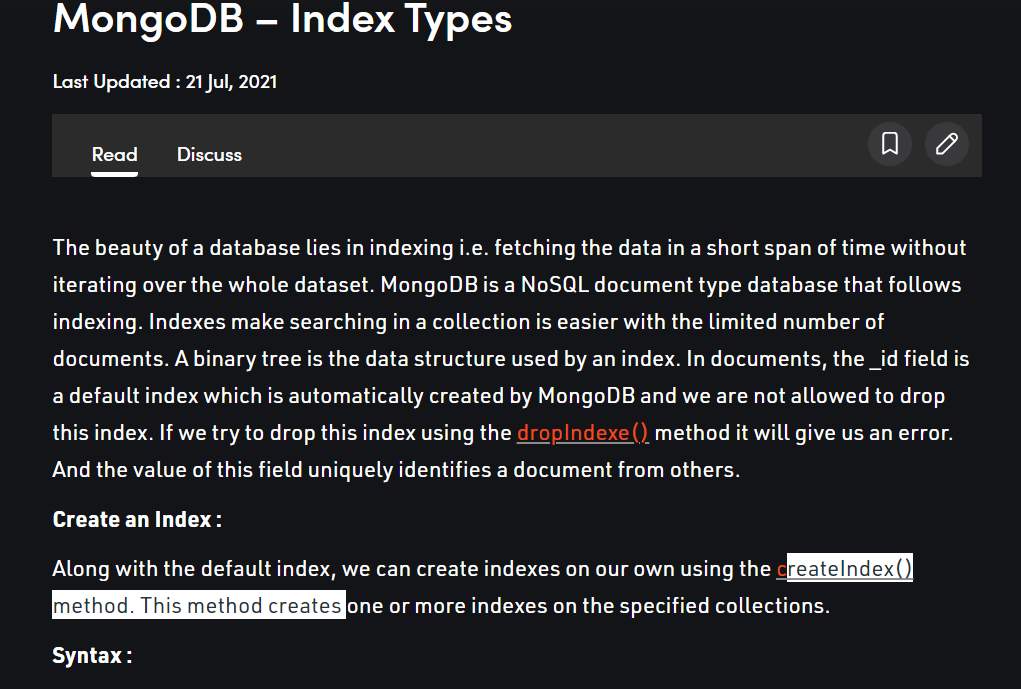 MongoDB – Index Types
Last Updated : 21 Jul, 2021
Read Discuss
The beauty of a database lies in indexing i.e. fetching the data in a short span of time without
iterating over the whole dataset. MongoDB is a NoSQL document type database that follows
indexing. Indexes make searching in a collection is easier with the limited number of
documents. A binary tree is the data structure used by an index. In documents, the _id field is
a default index which is automatically created by MongoDB and we are not allowed to drop
this index. If we try to drop this index using the dropIndexe() method it will give us an error.
And the value of this field uniquely identifies a document from others.
Create an Index :
Along with the default index, we can create indexes on our own using the createIndex()
method. This method creates one or more indexes on the specified collections.
Syntax :